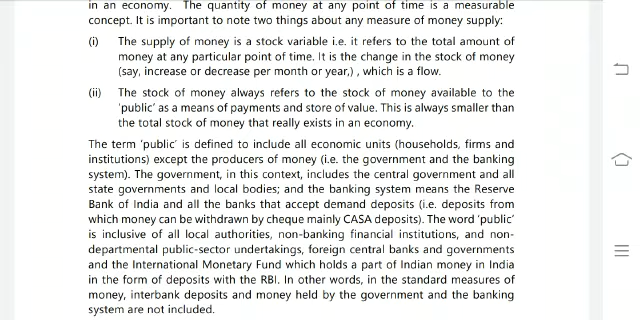 in an economy. The quantity of money at any point of time is a measurable
concept. It is important to note two things about any measure of money supply:
(i) The supply of money is a stock variable i.e. it refers to the total amount of
money at any particular point of time. It is the change in the stock of money
(say, increase or decrease per month or year,) , which is a flow.
(ii) The stock of money always refers to the stock of money available to the
'public' as a means of payments and store of value. This is always smaller than
the total stock of money that really exists in an economy.
The term 'public' is defined to include all economic units (households, firms and
institutions) except the producers of money (i.e. the government and the banking
system). The government, in this context, includes the central government and all
state governments and local bodies; and the banking system means the Reserve
Bank of India and all the banks that accept demand deposits (i.e. deposits from
which money can be withdrawn by cheque mainly CASA deposits). The word 'public'
is inclusive of all local authorities, non-banking financial institutions, and non-
departmental public-sector undertakings, foreign central banks and governments
and the International Monetary Fund which holds a part of Indian money in India
in the form of deposits with the RBI. In other words, in the standard measures of
money, interbank deposits and money held by the government and the banking
system are not included.